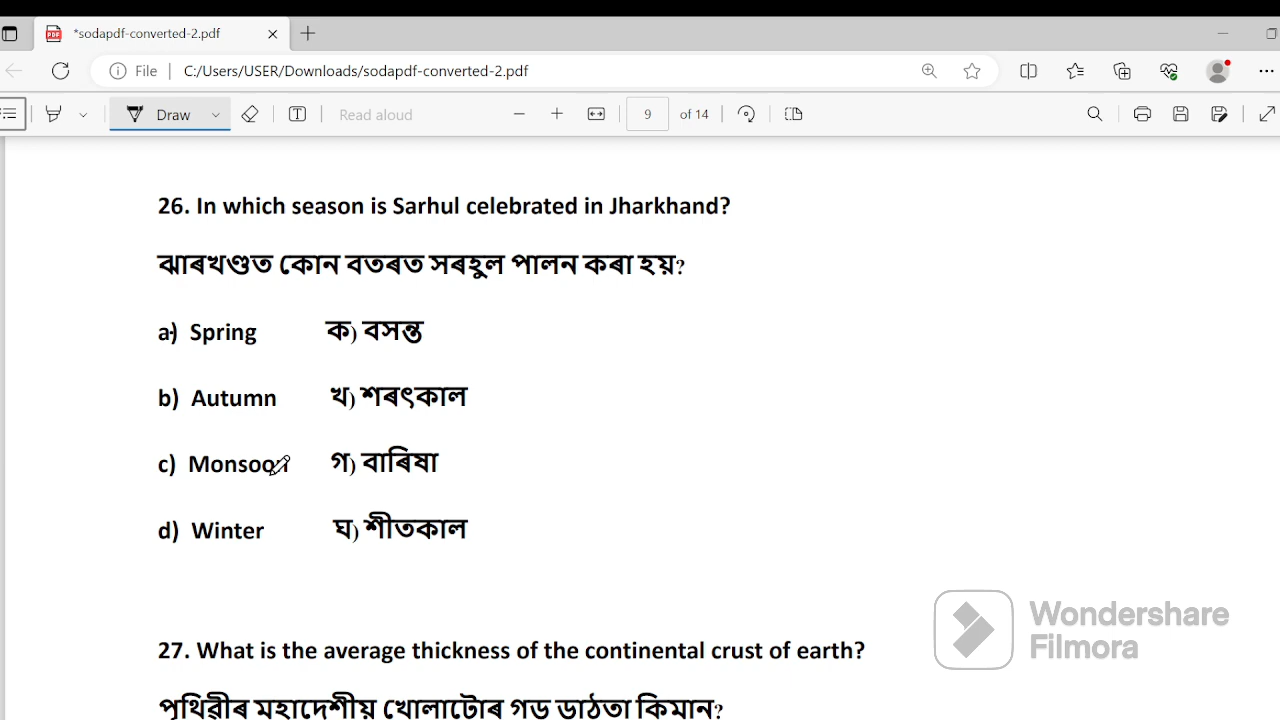 *sodapdf-converted-2.pdf
File C:/Users/USER/Downloads/sodapdf-converted-2.pdf
Draw Read aloud 9 of 14
26. In which season is Sarhul celebrated in Jharkhand?
ঝাৰখণ্ডত কোন বতৰত সৰহুল পালন কৰা হয়?
a) Spring ক) বসন্ত
b) Autumn খ) শৰৎকাল
c) Monsoon গ) বাৰিষা
d) Winter ঘ) শীতকাল
Wondershare
Filmora
27. What is the average thickness of the continental crust of earth?
পৃথিৱীৰ মহাদেশীয় খোলাটোৰ গড় ডাঠতা কিমান?